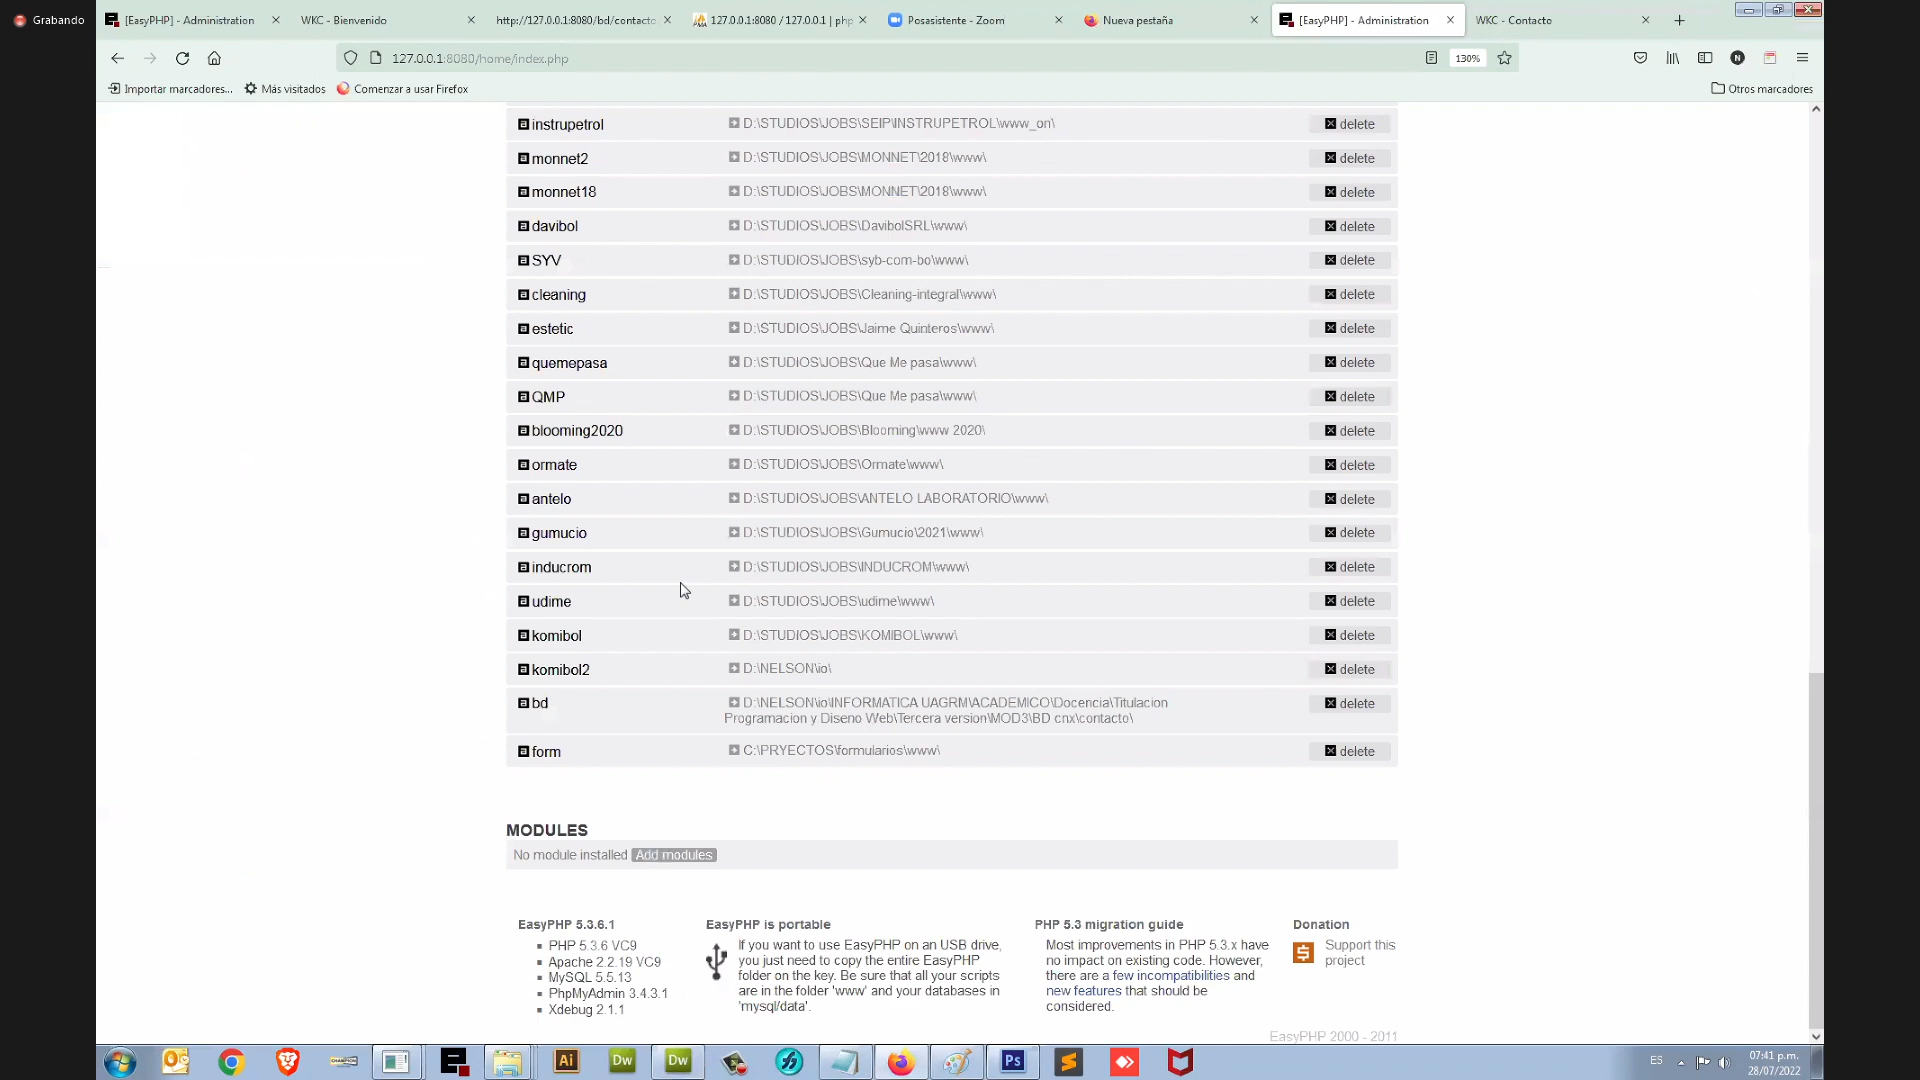 Grabando
[EasyPHP] - Administration
WKC - Bienvenido
http://127.0.0.1:8080/bd/contacto
127.0.0.1:8080 / 127.0.0.1 | php
Posasistente - Zoom
Nueva pestaña
[EasyPHP] - Administration
WKC - Contacto
127.0.0.1:8080/home/index.php
130%
Importar marcadores...
Más visitados
Comenzar a usar Firefox
Otros marcadores
instrupetrol D:\STUDIOS\JOBS\SEIP\INSTRUPETROL\www_on\ delete
monnet2 D:\STUDIOS\JOBS\MONNET\2018\www\ delete
monnet18 D:\STUDIOS\JOBS\MONNET\2018\www\ delete
davibol D:\STUDIOS\JOBS\DavibolSRL\www\ delete
SYV D:\STUDIOS\JOBS\syb-com-bo\www\ delete
cleaning D:\STUDIOS\JOBS\Cleaning-integral\www\ delete
estetic D:\STUDIOS\JOBS\Jaime Quinteros\www\ delete
quemepasa D:\STUDIOS\JOBS\Que Me pasa\www\ delete
QMP D:\STUDIOS\JOBS\Que Me pasa\www\ delete
blooming2020 D:\STUDIOS\JOBS\Blooming\www 2020\ delete
ormate D:\STUDIOS\JOBS\Ormate\www\ delete
antelo D:\STUDIOS\JOBS\ANTELO LABORATORIO\www\ delete
gumucio D:\STUDIOS\JOBS\Gumucio\2021\www\ delete
inducrom D:\STUDIOS\JOBS\INDUCROM\www\ delete
udime D:\STUDIOS\JOBS\udime\www\ delete
komibol D:\STUDIOS\JOBS\KOMIBOL\www\ delete
komibol2 D:\NELSON\io\ delete
bd D:\NELSON\io\INFORMATICA UAGRM\ACADEMICO\Docencia\Titulacion delete
Programacion y Diseno Web\Tercera version\MOD3\BD cnx\contacto\
form C:\PRYECTOS\formularios\www\ delete
MODULES
No module installed Add modules
EasyPHP 5.3.6.1
PHP 5.3.6 VC9
Apache 2.2.19 VC9
MySQL 5.5.13
PhpMyAdmin 3.4.3.1
Xdebug 2.1.1
EasyPHP is portable
If you want to use EasyPHP on an USB drive,
you just need to copy the entire EasyPHP
folder on the key. Be sure that all your scripts
are in the folder 'www' and your databases in
'mysql/data'.
PHP 5.3 migration guide
Most improvements in PHP 5.3.x have
no impact on existing code. However,
there are a few incompatibilities and
new features that should be
considered.
Donation
Support this
project
EasyPHP 2000 - 2011
Ai
Dw
Dw
Ps
ES
07:41 p.m.
28/07/2022